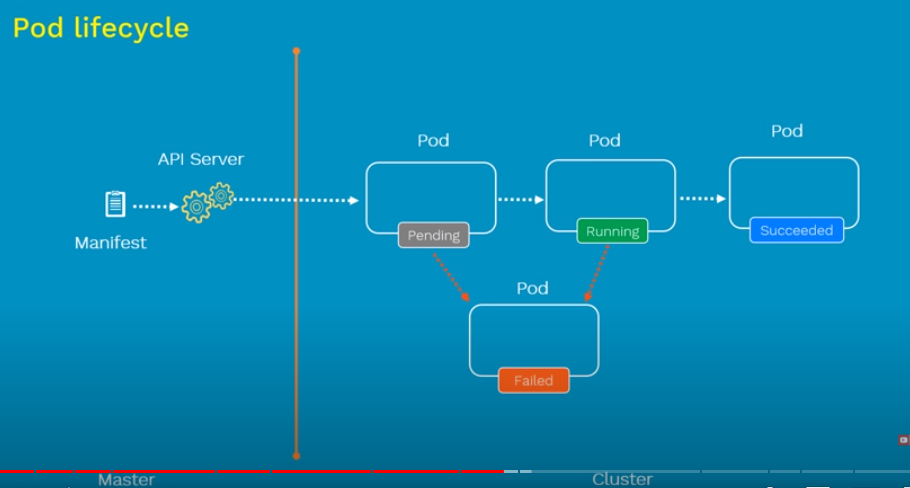 Pod lifecycle
Pod
Pod
Pod
API Server
Manifest
Pending
Running
Succeeded
Pod
Failed
Master
Cluster